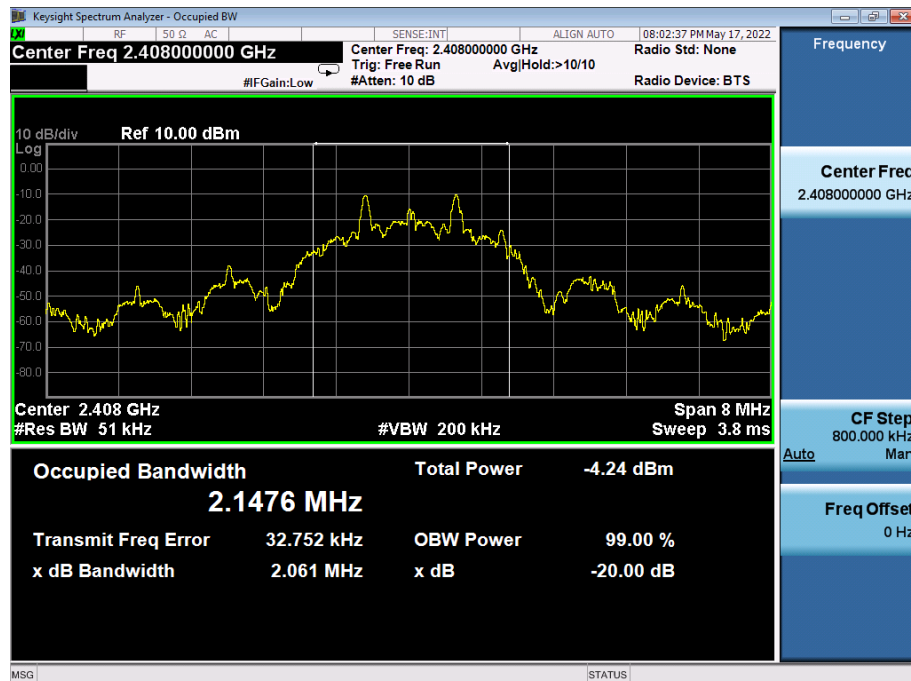 Keysight Spectrum Analyzer - Occupied BW
LXI RF 50 Ω AC SENSE:INT ALIGN AUTO 08:02:37 PM May 17, 2022
Center Freq 2.408000000 GHz
Center Freq: 2.408000000 GHz Radio Std: None
Trig: Free Run Avg|Hold:>10/10
#IFGain:Low #Atten: 10 dB Radio Device: BTS
10 dB/div Ref 10.00 dBm
Log
0.00
-10.0
-20.0
-30.0
-40.0
-50.0
-60.0
-70.0
-80.0
Center 2.408 GHz Span 8 MHz
#Res BW 51 kHz #VBW 200 kHz Sweep 3.8 ms
Occupied Bandwidth Total Power -4.24 dBm
2.1476 MHz
Transmit Freq Error 32.752 kHz OBW Power 99.00 %
x dB Bandwidth 2.061 MHz x dB -20.00 dB
MSG STATUS
Frequency
Center Freq
2.408000000 GHz
CF Step
800.000 kHz
Auto Man
Freq Offset
0 Hz